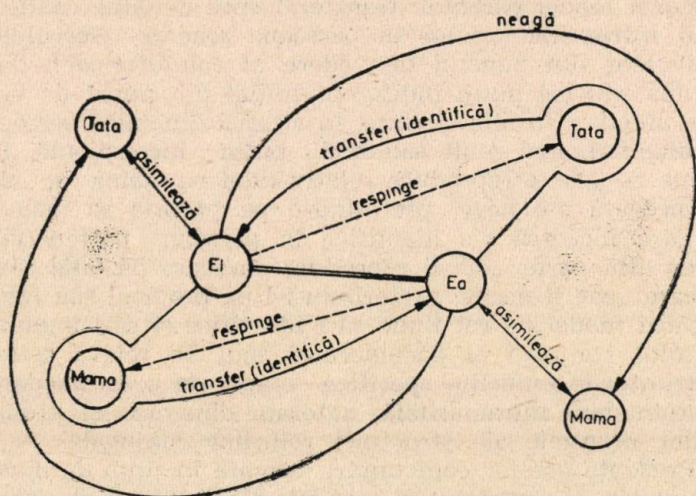 neagă
Tata
transfer (identifică)
Tata
asimilează
respinge
El
Ea
respinge
asimilează
Mama
transfer (identifică)
Mama